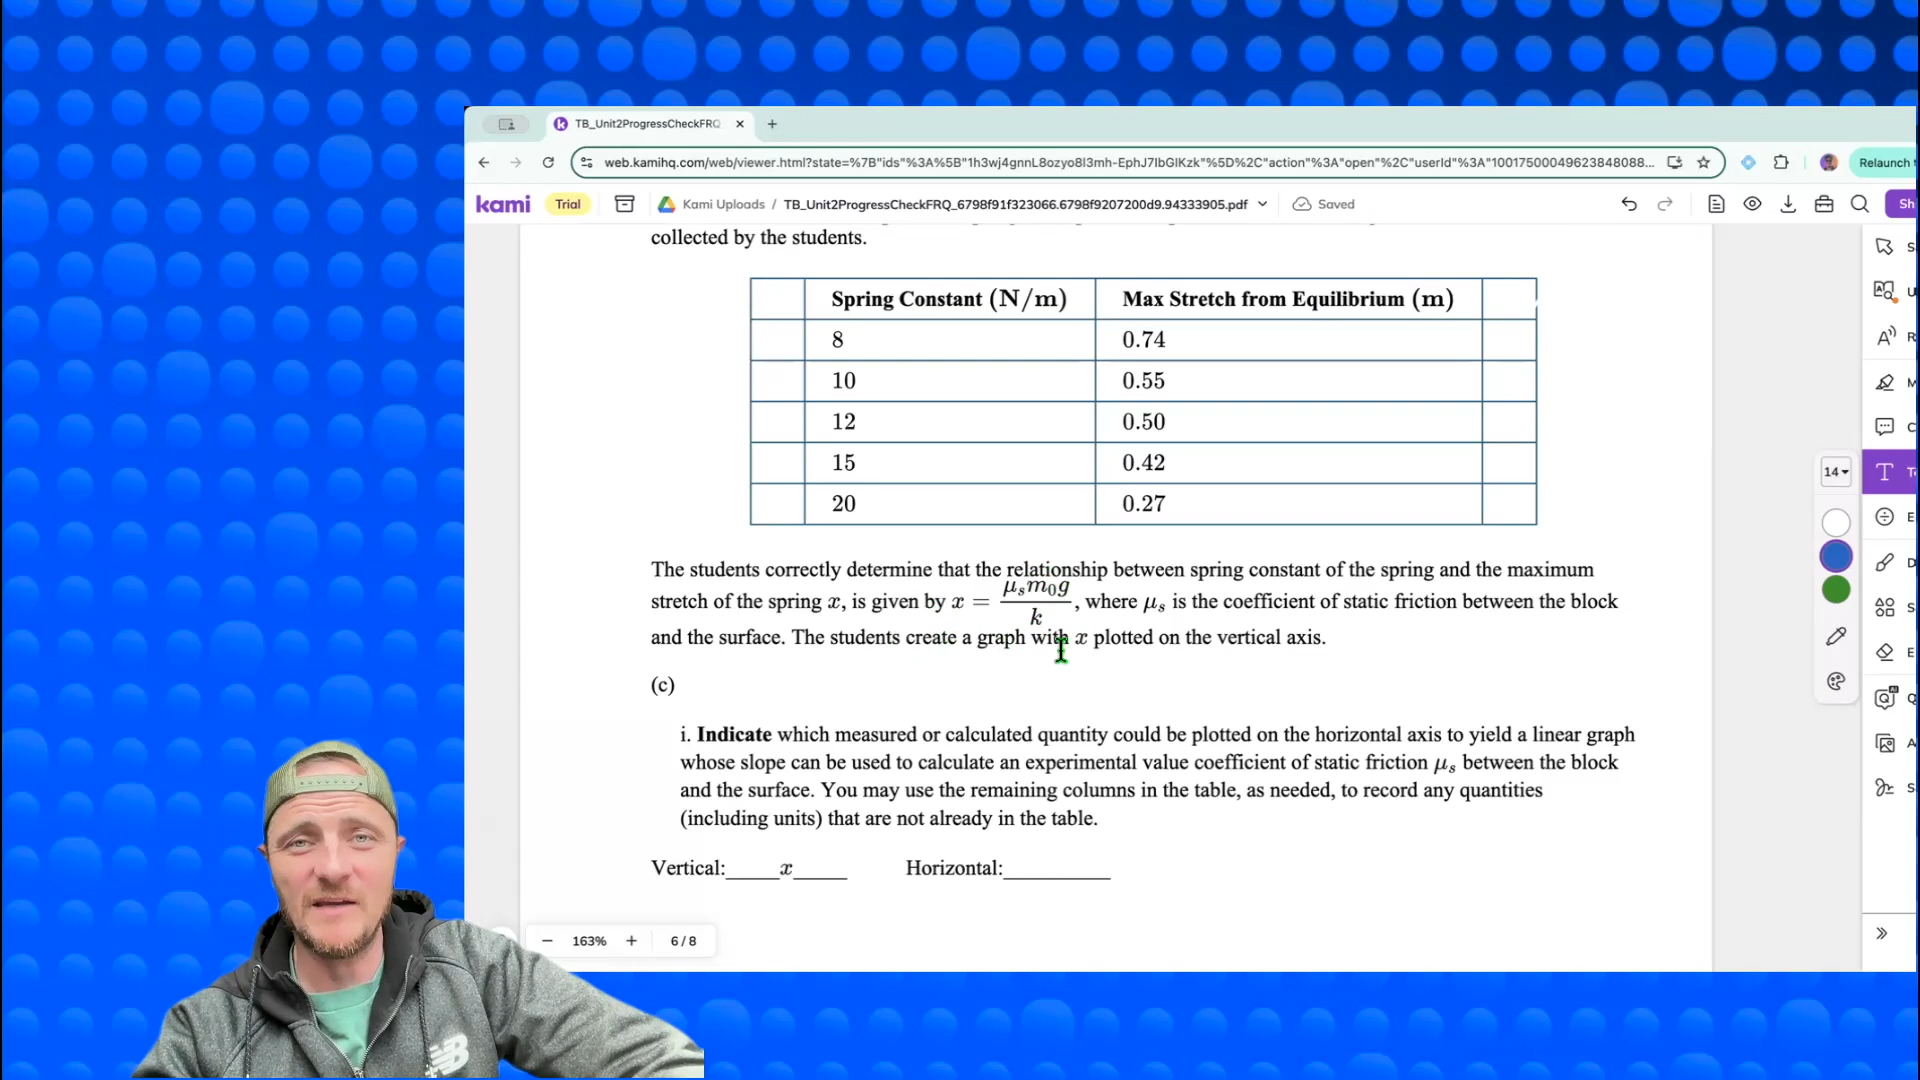 TB_Unit2ProgressCheckFRQ
web.kamihq.com/web/viewer.html?state=%7B"ids"%3A%5B"1h3wj4gnnL8ozyo8l3mh-EphJ7IbGIKzk"%5D%2C"action"%3A"open"%2C"userId"%3A"10017500049623848088...
Relaunch
kami Trial Kami Uploads / TB_Unit2ProgressCheckFRQ_6798f91f323066.6798f9207200d9.94333905.pdf Saved Sh
collected by the students.
Spring Constant (N/m) Max Stretch from Equilibrium (m)
8 0.74
10 0.55
12 0.50
15 0.42
20 0.27
The students correctly determine that the relationship between spring constant of the spring and the maximum
stretch of the spring x, is given by x = μₛm₀g/k, where μₛ is the coefficient of static friction between the block
and the surface. The students create a graph with x plotted on the vertical axis.
(c)
i. Indicate which measured or calculated quantity could be plotted on the horizontal axis to yield a linear graph
whose slope can be used to calculate an experimental value coefficient of static friction μₛ between the block
and the surface. You may use the remaining columns in the table, as needed, to record any quantities
(including units) that are not already in the table.
Vertical:_____x_____ Horizontal:__________
163% 6 / 8
14
NB